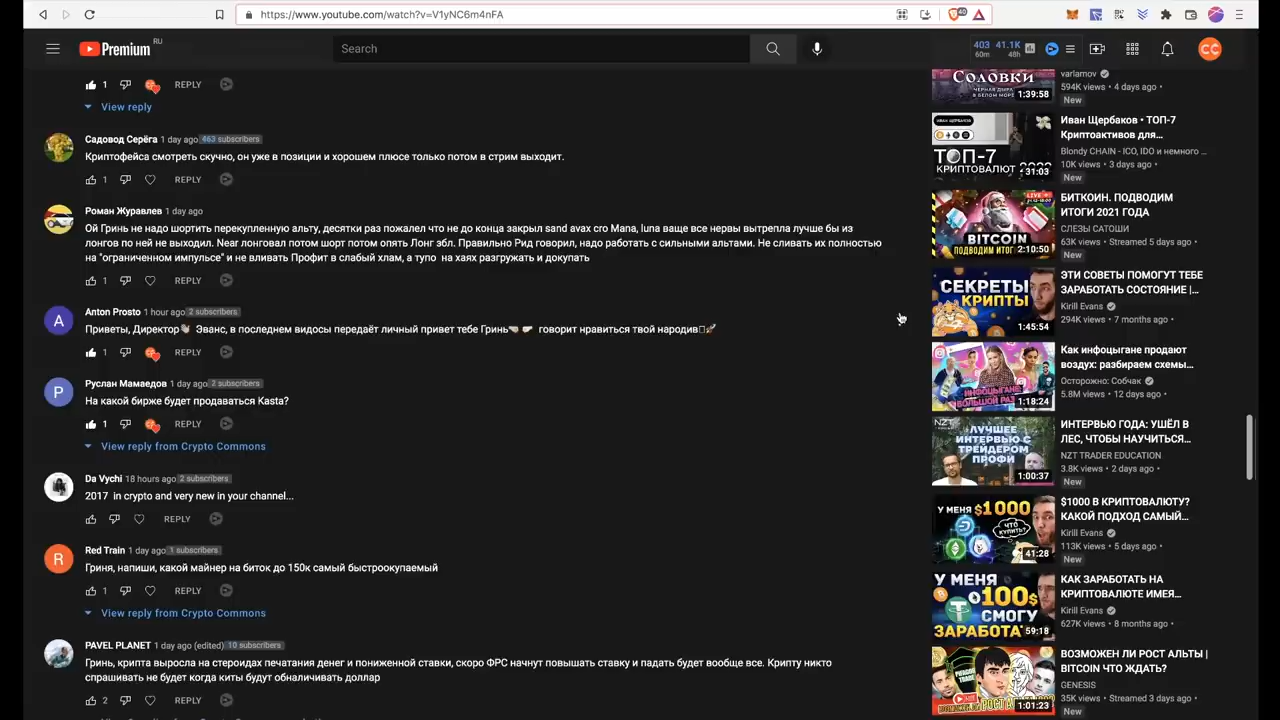 https://www.youtube.com/watch?v=V1yNC6m4nFA
40
Premium RU
Search
403 41.1K
60m 48h
CC
1 REPLY
View reply
Садовод Серёга 1 day ago 463 subscribers
Криптофейса смотреть скучно, он уже в позиции и хорошем плюсе только потом в стрим выходит.
1 REPLY
Роман Журавлев 1 day ago
Ой Гринь не надо шортить перекупленную альту, десятки раз пожалел что не до конца закрыл sand avax cro Mana, luna ваще все нервы вытрепла лучше бы из
лонгов по ней не выходил. Near лонговал потом шорт потом опять Лонг збл. Правильно Рид говорил, надо работать с сильными альтами. Не сливать их полностью
на "ограниченном импульсе" и не вливать Профит в слабый хлам, а тупо на хаях разгружать и докупать
1 REPLY
A
Anton Prosto 1 hour ago 2 subscribers
Приветы, Директор👋🏼 Эванс, в последнем видосы передаёт личный привет тебе Гринь🤜🏼🤛 говорит нравиться твой народив🚀
1 REPLY
Р
Руслан Мамаедов 1 day ago 2 subscribers
На какой бирже будет продаваться Kasta?
1 REPLY
View reply from Crypto Commons
Da Vychi 18 hours ago 2 subscribers
2017 in crypto and very new in your channel...
REPLY
R
Red Train 1 day ago 1 subscribers
Гриня, напиши, какой майнер на биток до 150к самый быстроокупаемый
1 REPLY
View reply from Crypto Commons
PAVEL PLANET 1 day ago (edited) 10 subscribers
Гринь, крипта выросла на стероидах печатания денег и пониженной ставки, скоро ФРС начнут повышать ставку и падать будет вообще все. Крипту никто
спрашивать не будет когда киты будут обналичивать доллар
2 REPLY
СОЛОВКИ
ЧЕРНАЯ ДЫРА
В БЕЛОМ МОРЕ
1:39:58
varlamov
594K views • 4 days ago •
New
ИВАН ЩЕРБАКОВ
ТОП-7
КРИПТОВАЛЮТ
31:03
Иван Щербаков • ТОП-7
Криптоактивов для...
Blondy CHAIN - ICO, IDO и немного ...
10K views • 3 days ago •
New
LIVE
BITCOIN
ПОДВОДИМ ИТОГ
2:10:50
БИТКОИН. ПОДВОДИМ
ИТОГИ 2021 ГОДА
СЛЕЗЫ САТОШИ
63K views • Streamed 5 days ago •
New
СЕКРЕТЫ
КРИПТЫ
1:45:54
ЭТИ СОВЕТЫ ПОМОГУТ ТЕБЕ
ЗАРАБОТАТЬ СОСТОЯНИЕ |...
Kirill Evans
294K views • 7 months ago •
ИНФОЦЫГАНЕ
БОЛЬШОЙ РАЗ
1:18:24
Как инфоцыгане продают
воздух: разбираем схемы...
Осторожно: Собчак
5.8M views • 12 days ago •
NZT
ЛУЧШЕЕ
ИНТЕРВЬЮ С
ТРЕЙДЕРОМ
ПРОФИ
1:00:37
ИНТЕРВЬЮ ГОДА: УШЁЛ В
ЛЕС, ЧТОБЫ НАУЧИТЬСЯ...
NZT TRADER EDUCATION
3.8K views • 2 days ago •
New
У МЕНЯ $1000
ЧТО
КУПИТЬ?
41:28
$1000 В КРИПТОВАЛЮТУ?
КАКОЙ ПОДХОД САМЫЙ...
Kirill Evans
113K views • 5 days ago •
New
У МЕНЯ
100$
СМОГУ
ЗАРАБОТА
59:18
КАК ЗАРАБОТАТЬ НА
КРИПТОВАЛЮТЕ ИМЕЯ...
Kirill Evans
627K views • 8 months ago •
1:01:23
ВОЗМОЖЕН ЛИ РОСТ АЛЬТЫ |
BITCOIN ЧТО ЖДАТЬ?
GENESIS
35K views • Streamed 3 days ago •
New